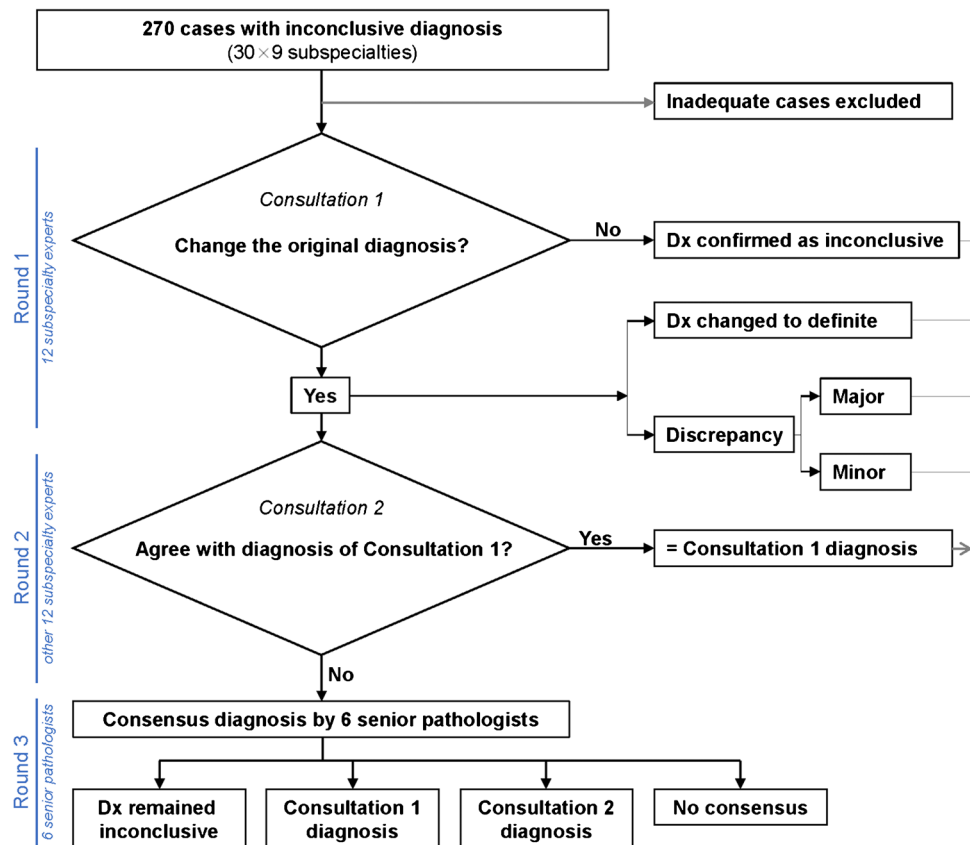 270 cases with inconclusive diagnosis
(30×9 subspecialties)
Inadequate cases excluded
Round 1
12 subspecialty experts
Consultation 1
Change the original diagnosis?
No
Dx confirmed as inconclusive
Dx changed to definite
Yes
Discrepancy
Major
Minor
Round 2
other 12 subspecialty experts
Consultation 2
Agree with diagnosis of Consultation 1?
Yes
= Consultation 1 diagnosis
No
Round 3
6 senior pathologists
Consensus diagnosis by 6 senior pathologists
Dx remained
inconclusive
Consultation 1
diagnosis
Consultation 2
diagnosis
No consensus